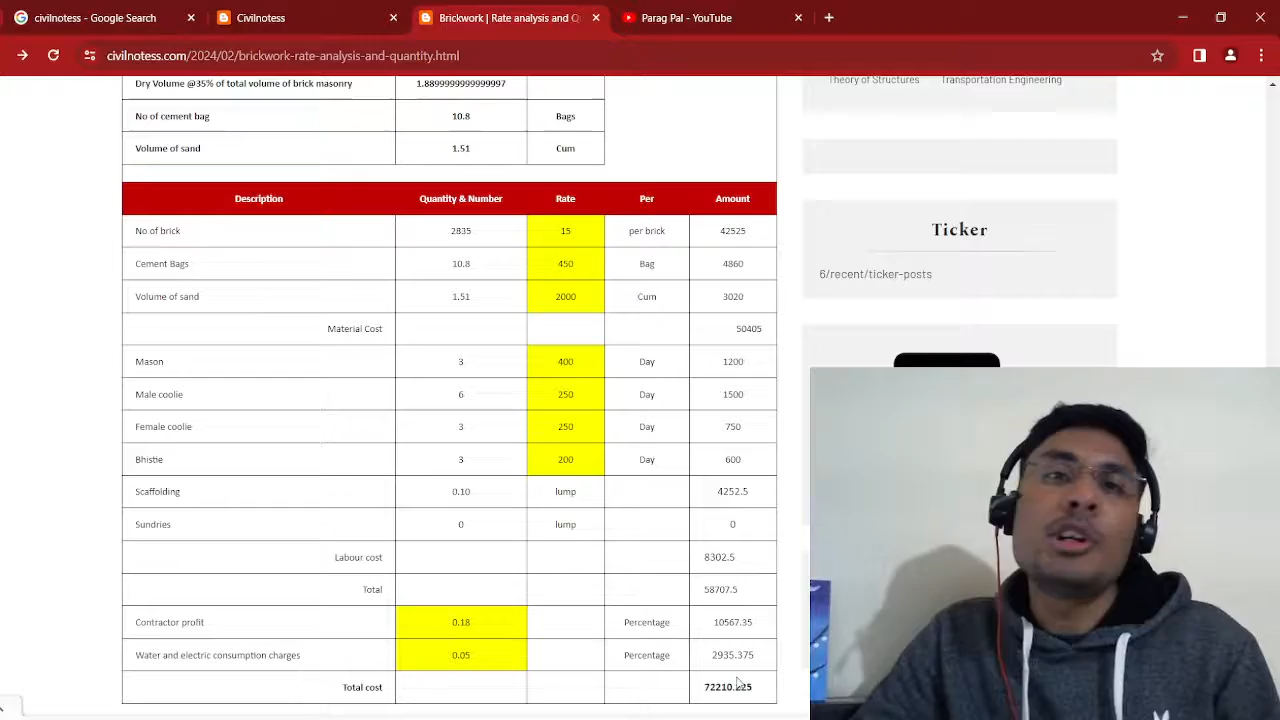 civilnotess - Google Search
Civilnotess
Brickwork | Rate analysis and Q
Parag Pal - YouTube
civilnotess.com/2024/02/brickwork-rate-analysis-and-quantity.html
Theory of Structures Transportation Engineering
Dry Volume @35% of total volume of brick masonry 1.8899999999999997
No of cement bag 10.8 Bags
Volume of sand 1.51 Cum
Description Quantity & Number Rate Per Amount
No of brick 2835 15 per brick 42525
Cement Bags 10.8 450 Bag 4860
Volume of sand 1.51 2000 Cum 3020
Material Cost 50405
Mason 3 400 Day 1200
Male coolie 6 250 Day 1500
Female coolie 3 250 Day 750
Bhistie 3 200 Day 600
Scaffolding 0.10 lump 4252.5
Sundries 0 lump 0
Labour cost 8302.5
Total 58707.5
Contractor profit 0.18 Percentage 10567.35
Water and electric consumption charges 0.05 Percentage 2935.375
Total cost
Ticker
6/recent/ticker-posts